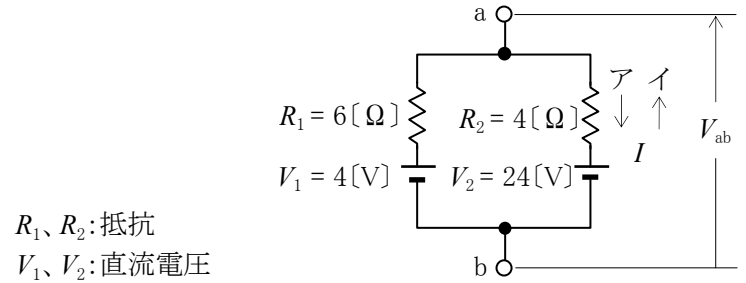 a
ア イ
R₁ = 6〔Ω〕 R₂ = 4〔Ω〕
I
V_ab
V₁ = 4〔V〕 V₂ = 24〔V〕
b
R₁、R₂:抵抗
V₁、V₂:直流電圧